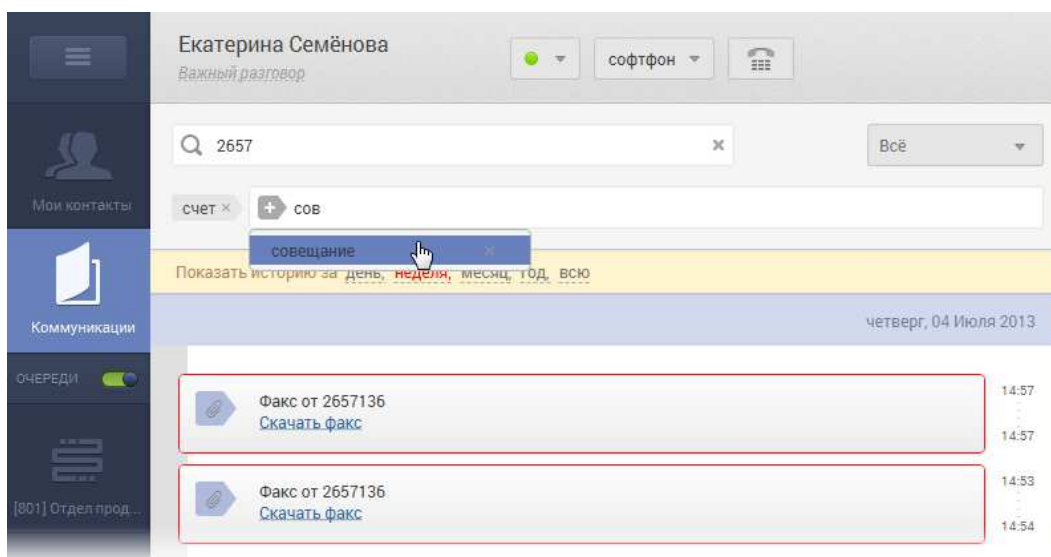 Екатерина Семёнова
Важный разговор
софтфон
2657
Всё
Мои контакты
счет
сов
совещание
Показать историю за день, неделя, месяц, год, всю
Коммуникации
четверг, 04 Июля 2013
ОЧЕРЕДИ
Факс от 2657136
Скачать факс
14:57
14:57
Факс от 2657136
Скачать факс
14:53
14:54
[801] Отдел прод...